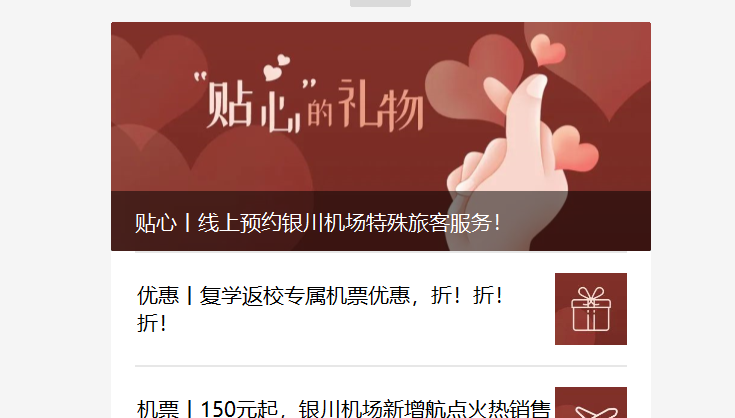 “贴心”的礼物
贴心丨线上预约银川机场特殊旅客服务！
优惠丨复学返校专属机票优惠，折！折！
折！
机票丨150元起，银川机场新增航点火热销售